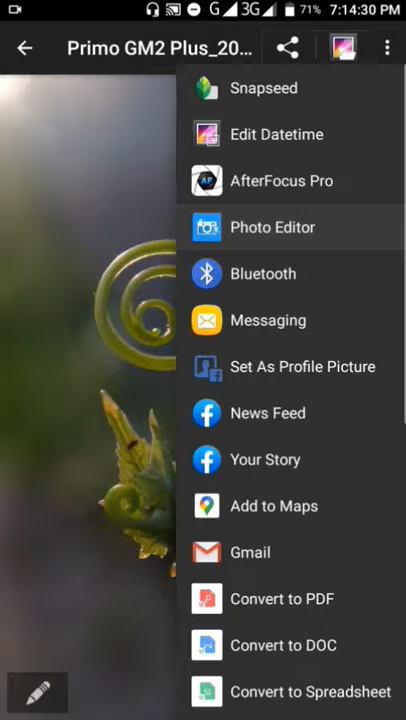 G 3G 71% 7:14:30 PM
Primo GM2 Plus_20...
Snapseed
Edit Datetime
AfterFocus Pro
Photo Editor
Bluetooth
Messaging
Set As Profile Picture
News Feed
Your Story
Add to Maps
Gmail
Convert to PDF
Convert to DOC
Convert to Spreadsheet